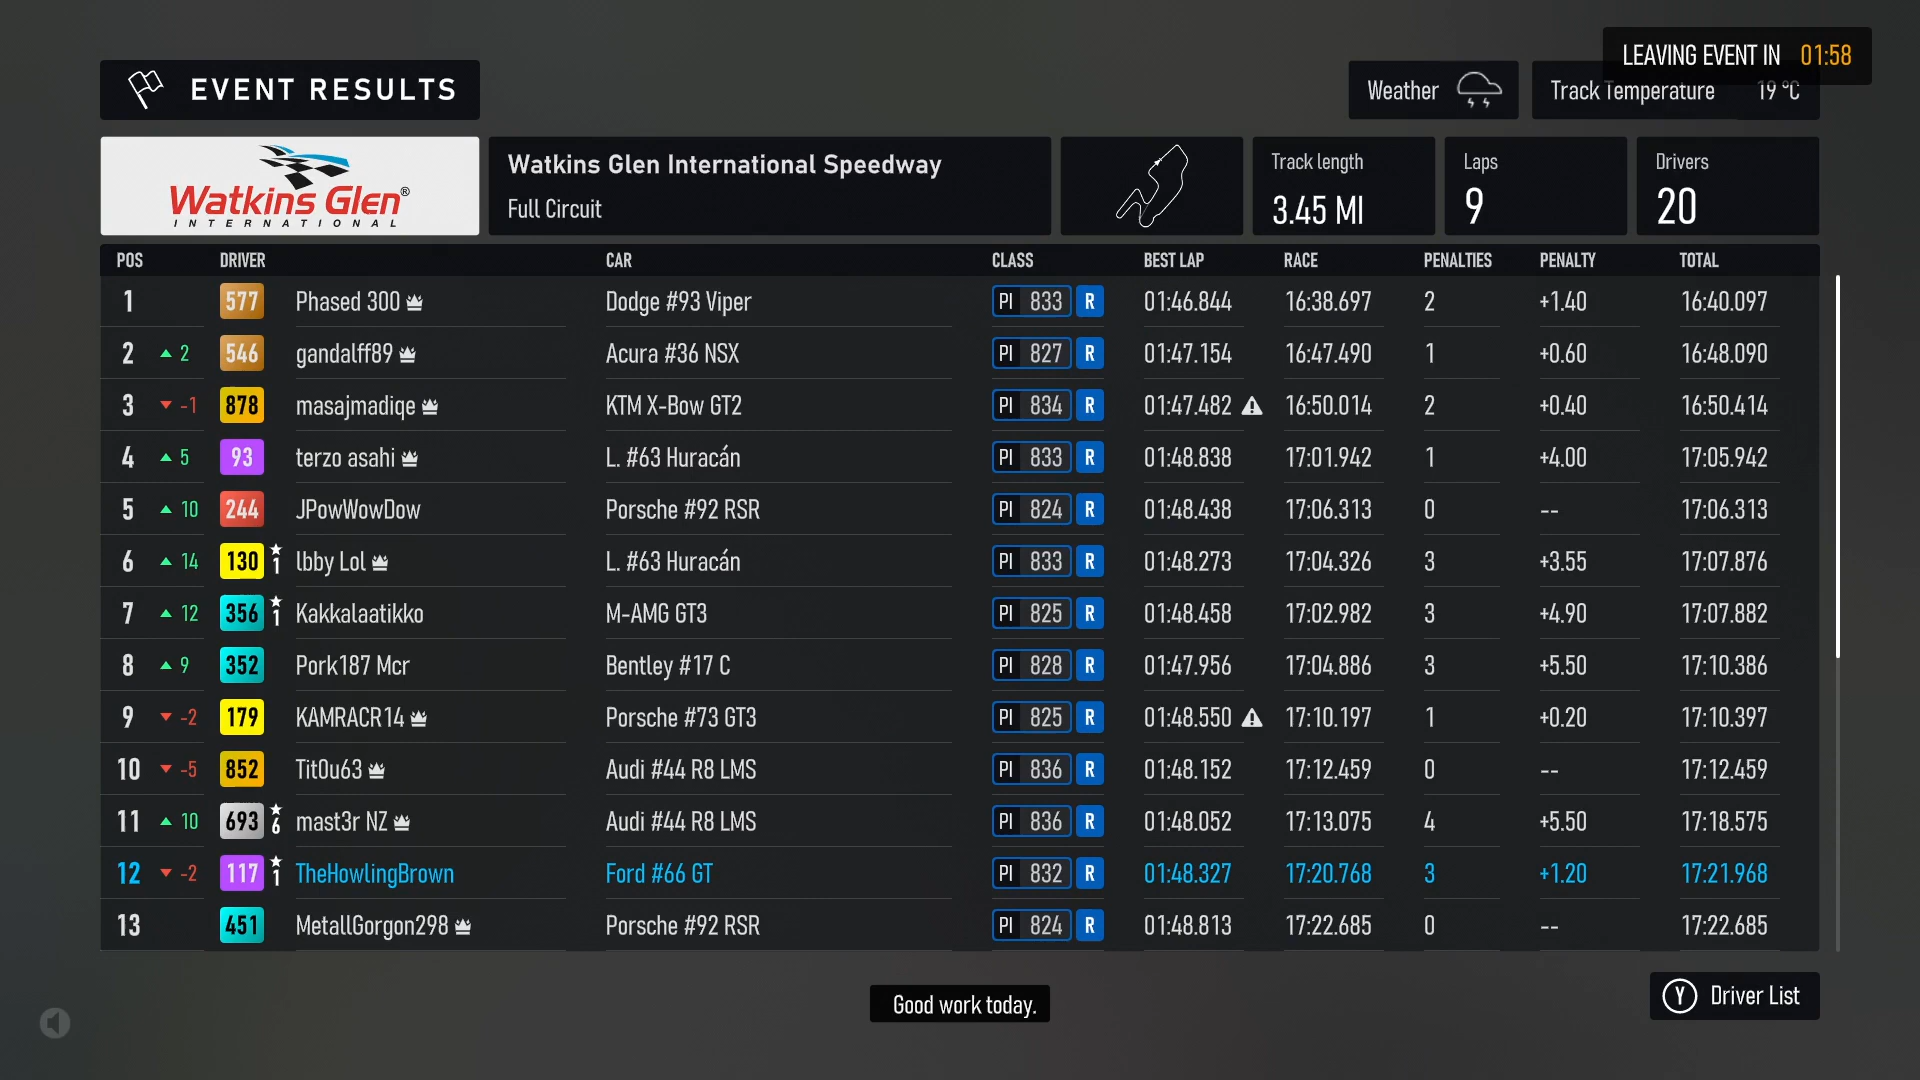 LEAVING EVENT IN 01:58
EVENT RESULTS
Weather
Track Temperature 19 °C
Watkins Glen®
INTERNATIONAL
Watkins Glen International Speedway
Full Circuit
Track length
3.45 MI
Laps
9
Drivers
20
POS DRIVER CAR CLASS BEST LAP RACE PENALTIES PENALTY TOTAL
1 577 Phased 300 Dodge #93 Viper PI 833 R 01:46.844 16:38.697 2 +1.40 16:40.097
2 2 546 gandalff89 Acura #36 NSX PI 827 R 01:47.154 16:47.490 1 +0.60 16:48.090
3 -1 878 masajmadiqe KTM X-Bow GT2 PI 834 R 01:47.482 16:50.014 2 +0.40 16:50.414
4 5 93 terzo asahi L. #63 Huracán PI 833 R 01:48.838 17:01.942 1 +4.00 17:05.942
5 10 244 JPowWowDow Porsche #92 RSR PI 824 R 01:48.438 17:06.313 0 -- 17:06.313
6 14 130 1 lbby Lol L. #63 Huracán PI 833 R 01:48.273 17:04.326 3 +3.55 17:07.876
7 12 356 1 Kakkalaatikko M-AMG GT3 PI 825 R 01:48.458 17:02.982 3 +4.90 17:07.882
8 9 352 Pork187 Mcr Bentley #17 C PI 828 R 01:47.956 17:04.886 3 +5.50 17:10.386
9 -2 179 KAMRACR14 Porsche #73 GT3 PI 825 R 01:48.550 17:10.197 1 +0.20 17:10.397
10 -5 852 Tit0u63 Audi #44 R8 LMS PI 836 R 01:48.152 17:12.459 0 -- 17:12.459
11 10 693 6 mast3r NZ Audi #44 R8 LMS PI 836 R 01:48.052 17:13.075 4 +5.50 17:18.575
12 -2 117 1 TheHowlingBrown Ford #66 GT PI 832 R 01:48.327 17:20.768 3 +1.20 17:21.968
13 451 MetallGorgon298 Porsche #92 RSR PI 824 R 01:48.813 17:22.685 0 -- 17:22.685
Good work today.
Y Driver List